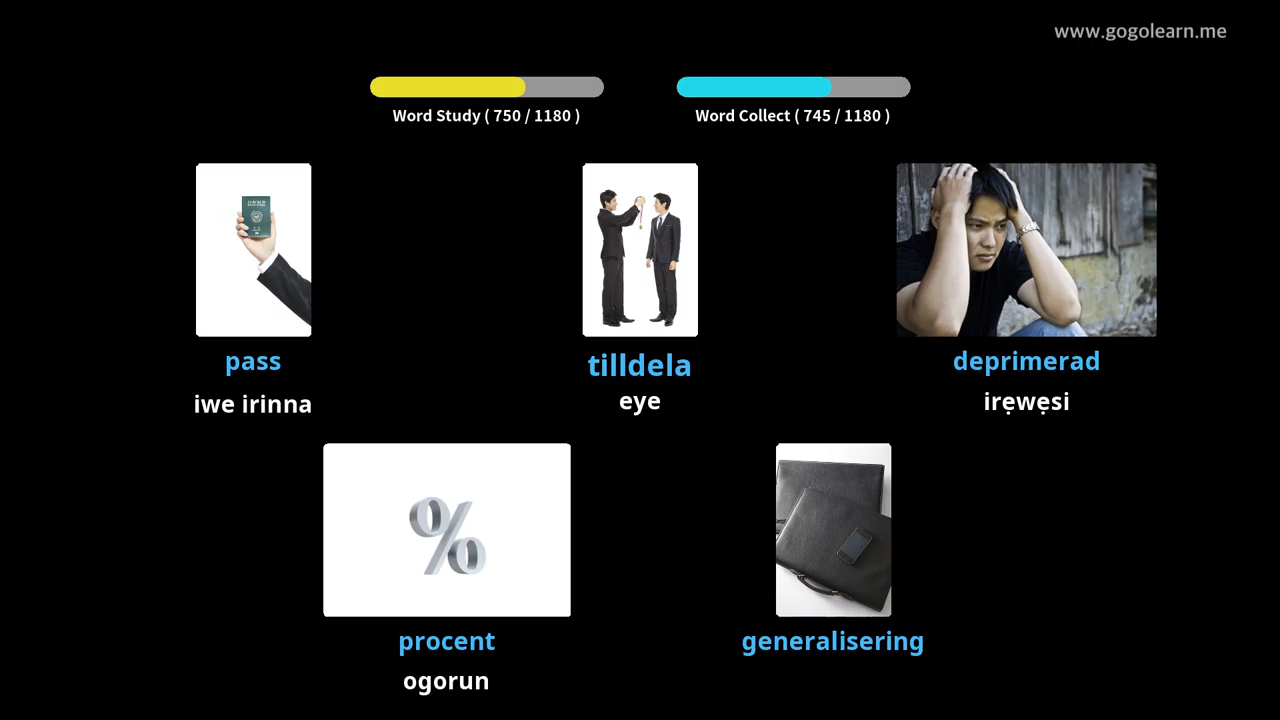 www.gogolearn.me
Word Study ( 750 / 1180 )
Word Collect ( 745 / 1180 )
pass
iwe irinna
tilldela
eye
deprimerad
irẹwẹsi
procent
ogorun
generalisering